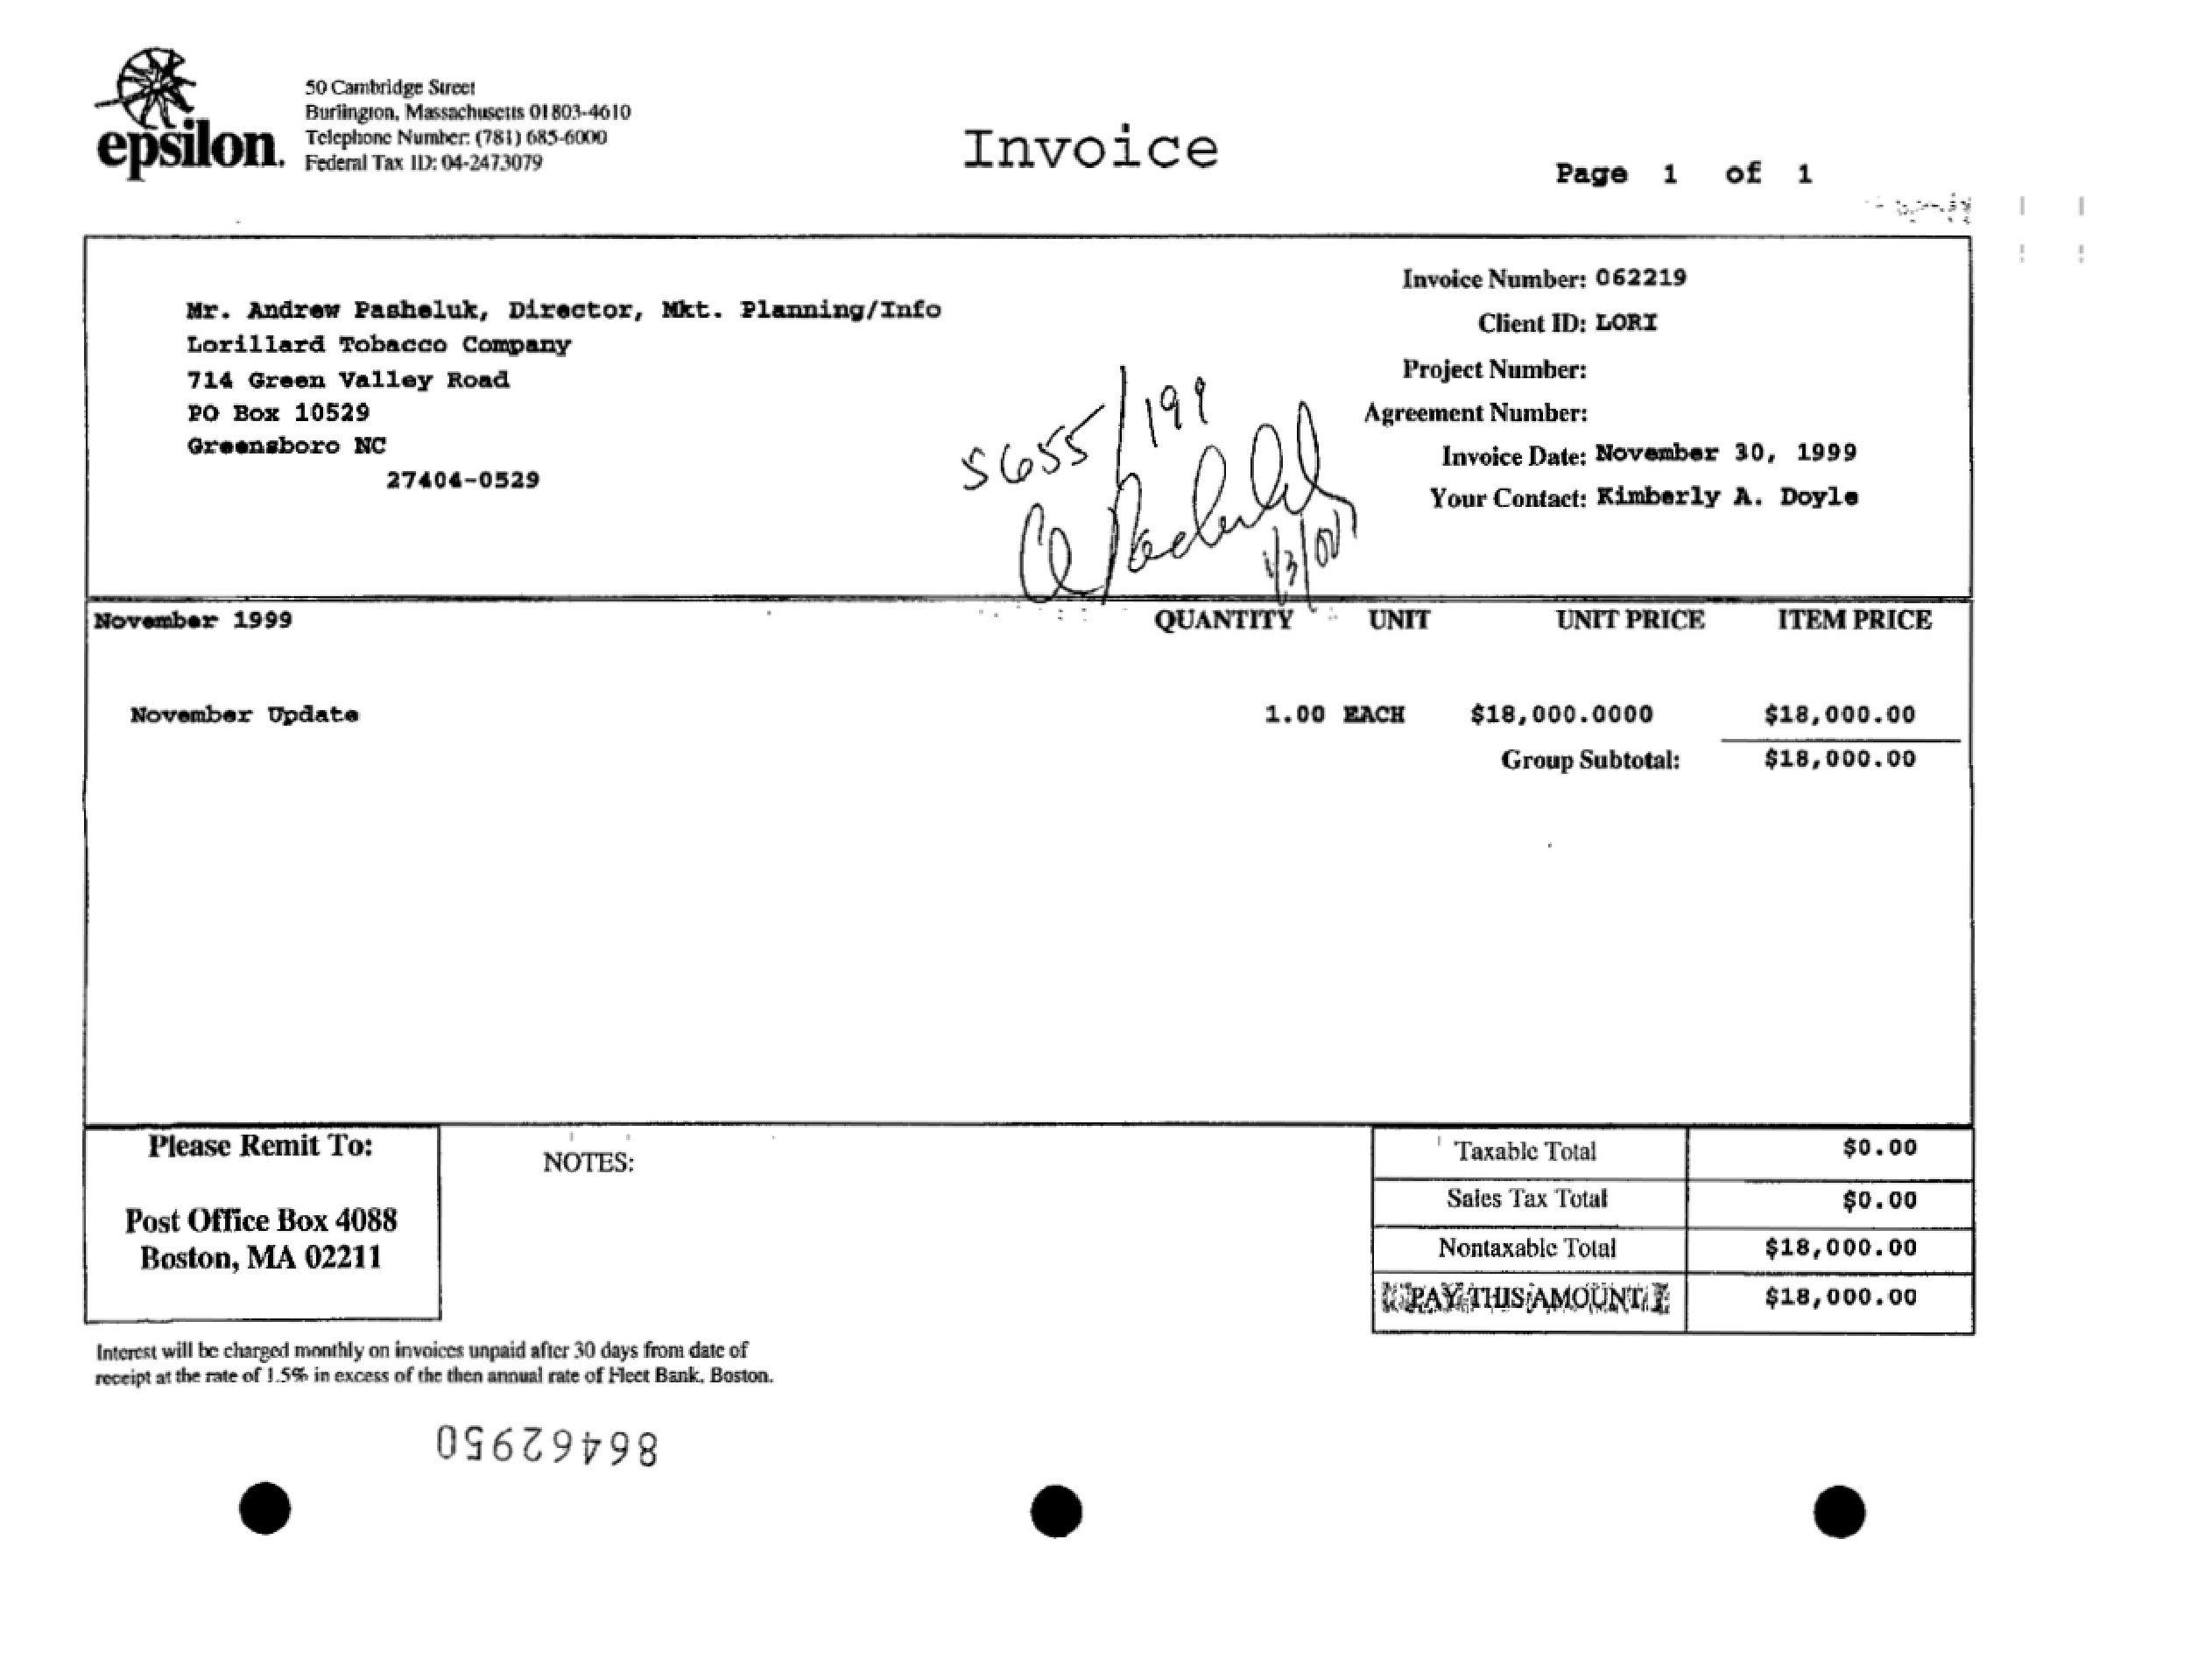 epsilon.
50 Cambridge Street
Burlington, Massachusetts 01803-4610
Telephone Number: (781) 685-6000
Federal Tax ID: 04-2473079
Invoice
Page 1 of 1
Mr. Andrew Pasheluk, Director, Mkt. Planning/Info
Lorillard Tobacco Company
714 Green Valley Road
PO Box 10529
Greensboro NC
27404-0529
Invoice Number: 062219
Client ID: LORI
Project Number:
Agreement Number:
Invoice Date: November 30, 1999
Your Contact: Kimberly A. Doyle
5655/199
1/3/00
November 1999 QUANTITY UNIT UNIT PRICE ITEM PRICE
November Update 1.00 EACH $18,000.0000 $18,000.00
Group Subtotal: $18,000.00
Please Remit To:
Post Office Box 4088
Boston, MA 02211
NOTES:
Taxable Total $0.00
Sales Tax Total $0.00
Nontaxable Total $18,000.00
PAY THIS AMOUNT $18,000.00
Interest will be charged monthly on invoices unpaid after 30 days from date of
receipt at the rate of 1.5% in excess of the then annual rate of Fleet Bank, Boston.
86462950